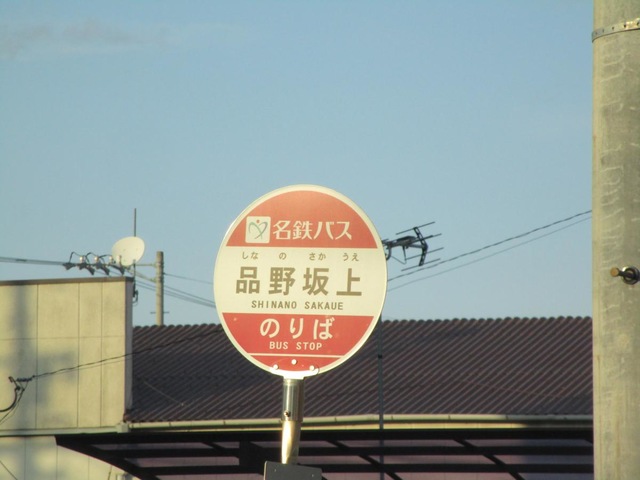 名鉄バス
しな の さか うえ
品野坂上
SHINANO SAKAUE
のりば
BUS STOP